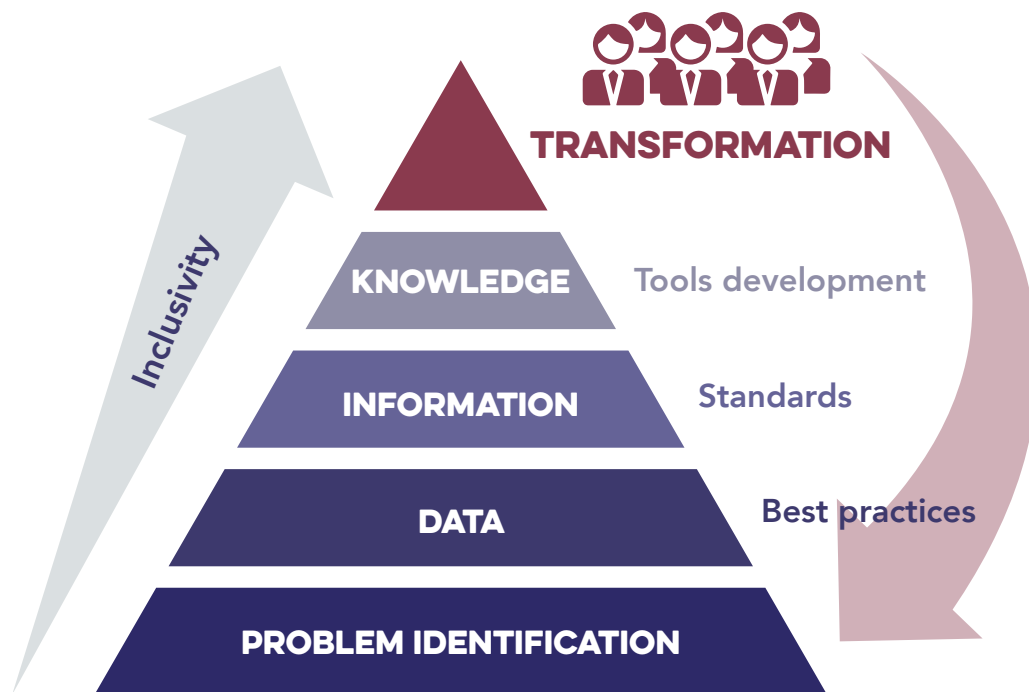 TRANSFORMATION
Inclusivity
KNOWLEDGE
Tools development
INFORMATION
Standards
DATA
Best practices
PROBLEM IDENTIFICATION